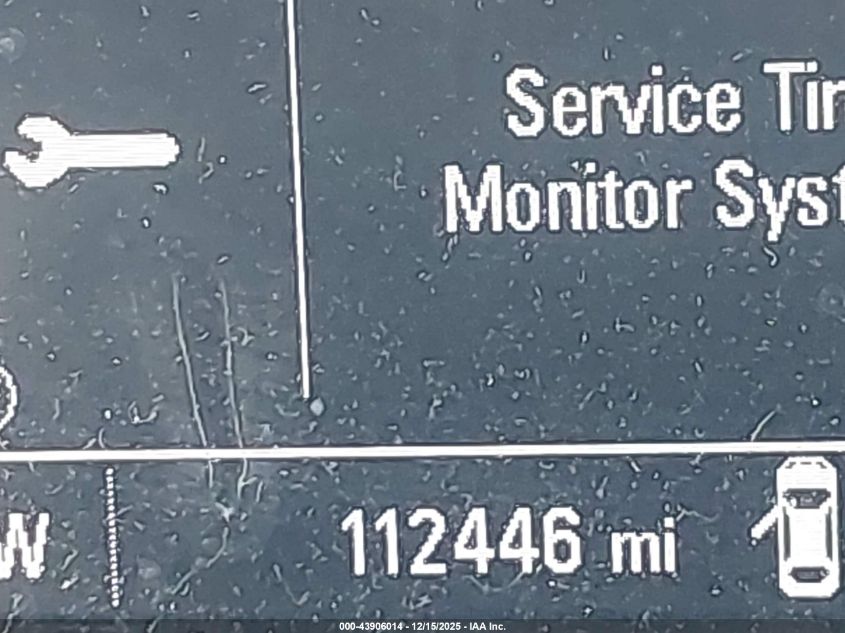 Service Tir
Monitor Syst
W
112446 mi
000-43906014 - 12/15/2025 - IAA Inc.